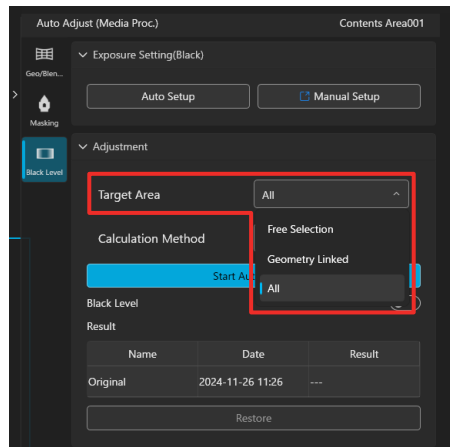 Auto Adjust (Media Proc.) Contents Area001
Geo/Blen...
Exposure Setting(Black)
Auto Setup Manual Setup
Masking
Black Level
Adjustment
Target Area All
Free Selection
Calculation Method
Geometry Linked
Start Au
All
Black Level
Result
Name Date Result
Original 2024-11-26 11:26 ---
Restore